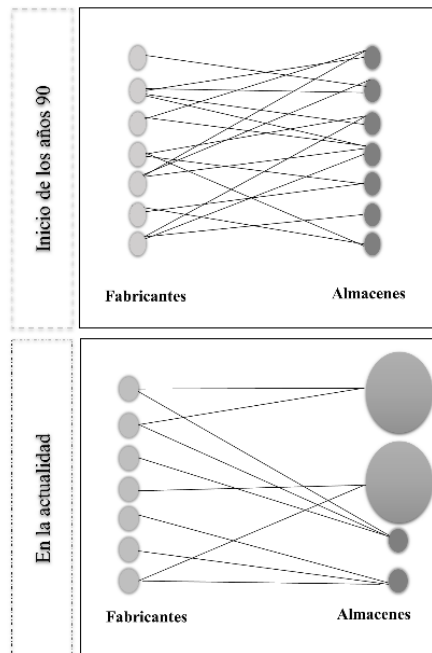 Inicio de los años 90
Fabricantes
Almacenes
En la actualidad
Fabricantes
Almacenes